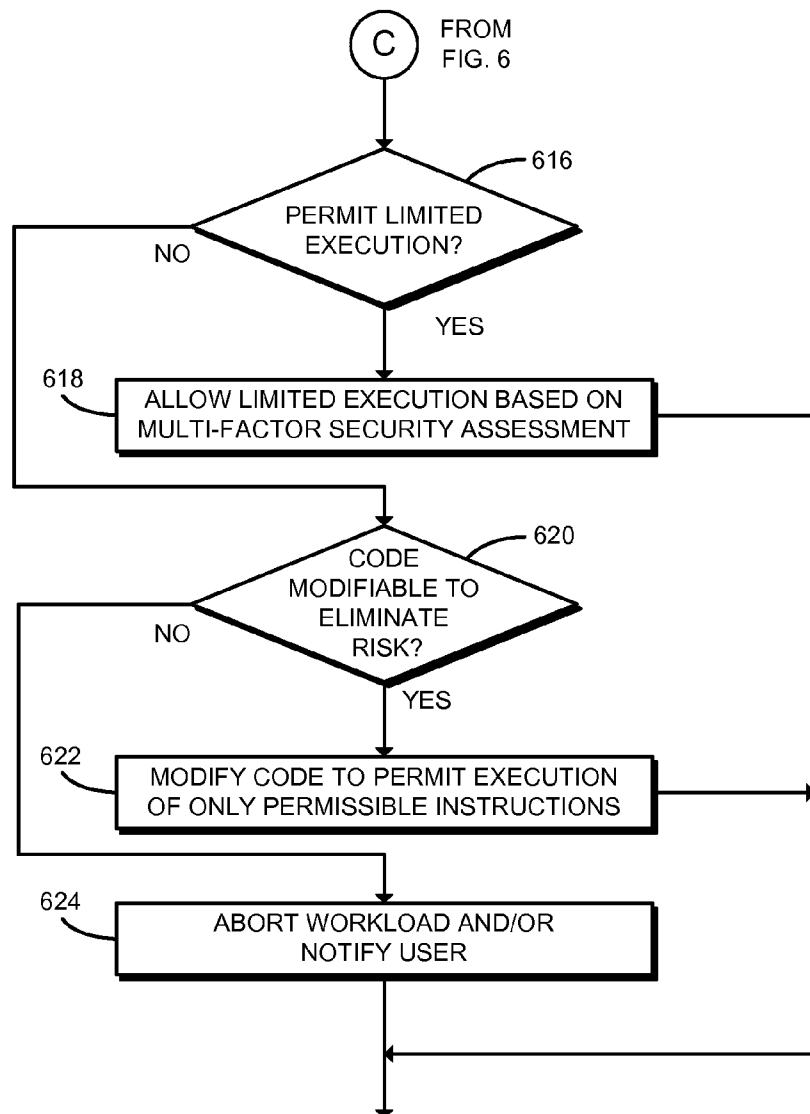 C
FROM
FIG. 6
616
PERMIT LIMITED
EXECUTION?
NO
YES
618
ALLOW LIMITED EXECUTION BASED ON
MULTI-FACTOR SECURITY ASSESSMENT
620
CODE
MODIFIABLE TO
ELIMINATE
RISK?
NO
YES
622
MODIFY CODE TO PERMIT EXECUTION
OF ONLY PERMISSIBLE INSTRUCTIONS
624
ABORT WORKLOAD AND/OR
NOTIFY USER